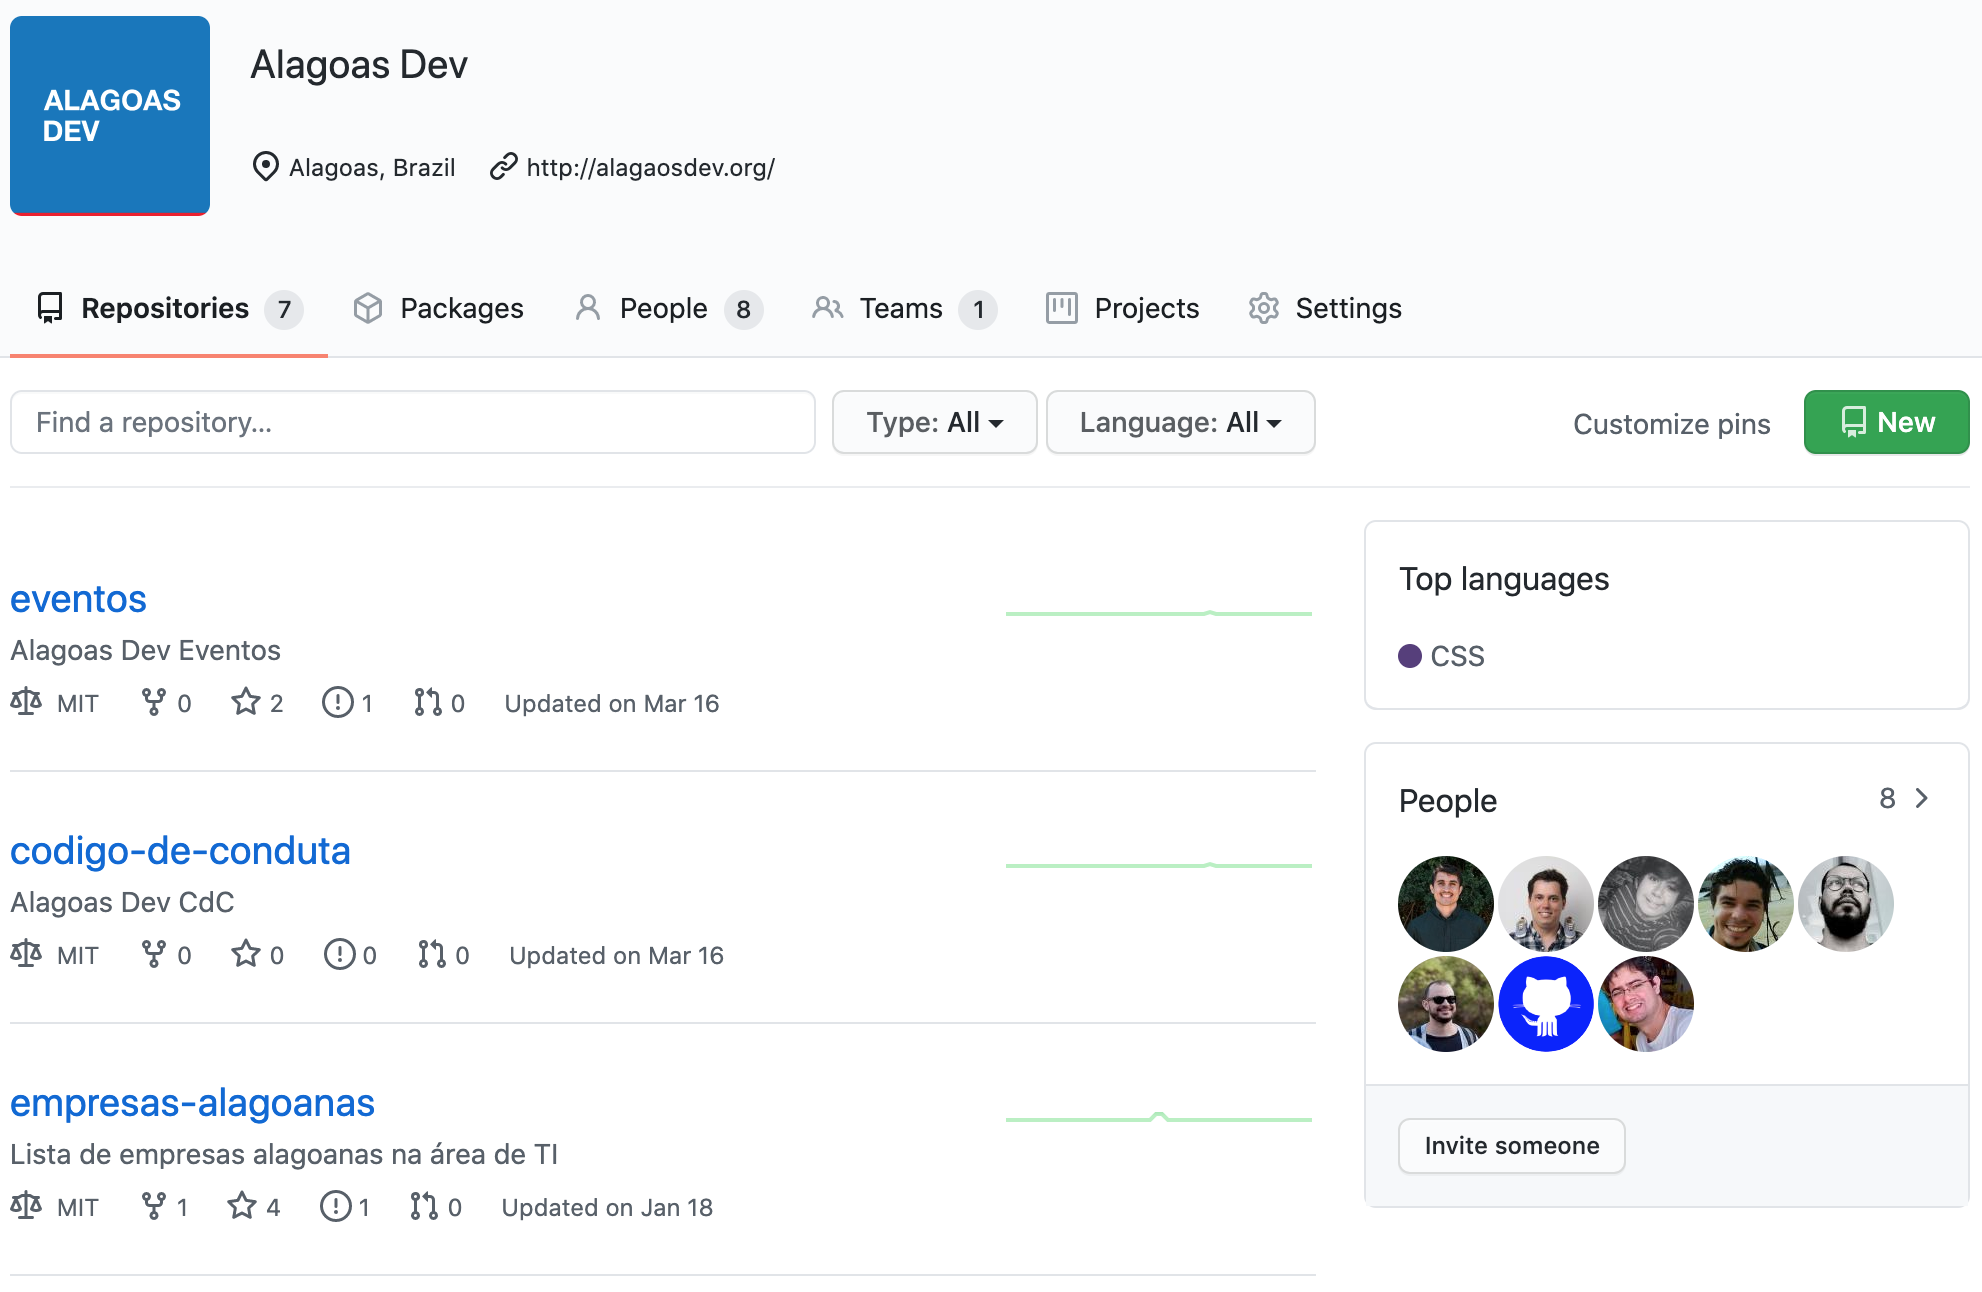 ALAGOAS
DEV
Alagoas Dev
Alagoas, Brazil http://alagaosdev.org/
Repositories 7 Packages People 8 Teams 1 Projects Settings
Find a repository... Type: All Language: All Customize pins New
eventos
Alagoas Dev Eventos
MIT 0 2 1 0 Updated on Mar 16
codigo-de-conduta
Alagoas Dev CdC
MIT 0 0 0 0 Updated on Mar 16
empresas-alagoanas
Lista de empresas alagoanas na área de TI
MIT 1 4 1 0 Updated on Jan 18
Top languages
CSS
People 8
Invite someone